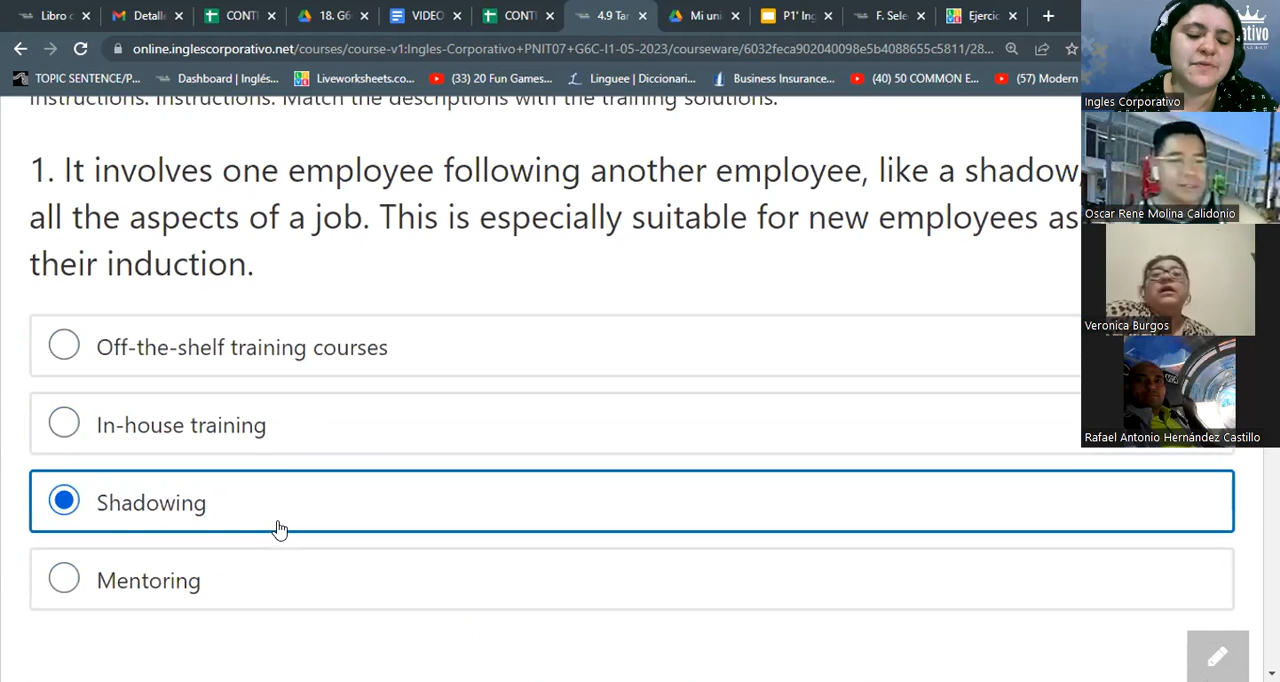 Libro c
Detall
CONT
18. G6
VIDEO
CONT
4.9 Tar
Mi uni
P1' Ing
F. Sele
Ejercic
online.inglescorporativo.net/courses/course-v1:Ingles-Corporativo+PNIT07+G6C-I1-05-2023/courseware/6032feca902040098e5b4088655c5811/28...
TOPIC SENTENCE/P...
Dashboard | Inglés...
Liveworksheets.co...
(33) 20 Fun Games...
Linguee | Diccionari...
Business Insurance...
(40) 50 COMMON E...
(57) Modern
Instructions. Instructions. Match the descriptions with the training solutions.
1. It involves one employee following another employee, like a shadow,
all the aspects of a job. This is especially suitable for new employees as
their induction.
Off-the-shelf training courses
In-house training
Shadowing
Mentoring
Ingles Corporativo
Oscar Rene Molina Calidonio
Veronica Burgos
Rafael Antonio Hernández Castillo